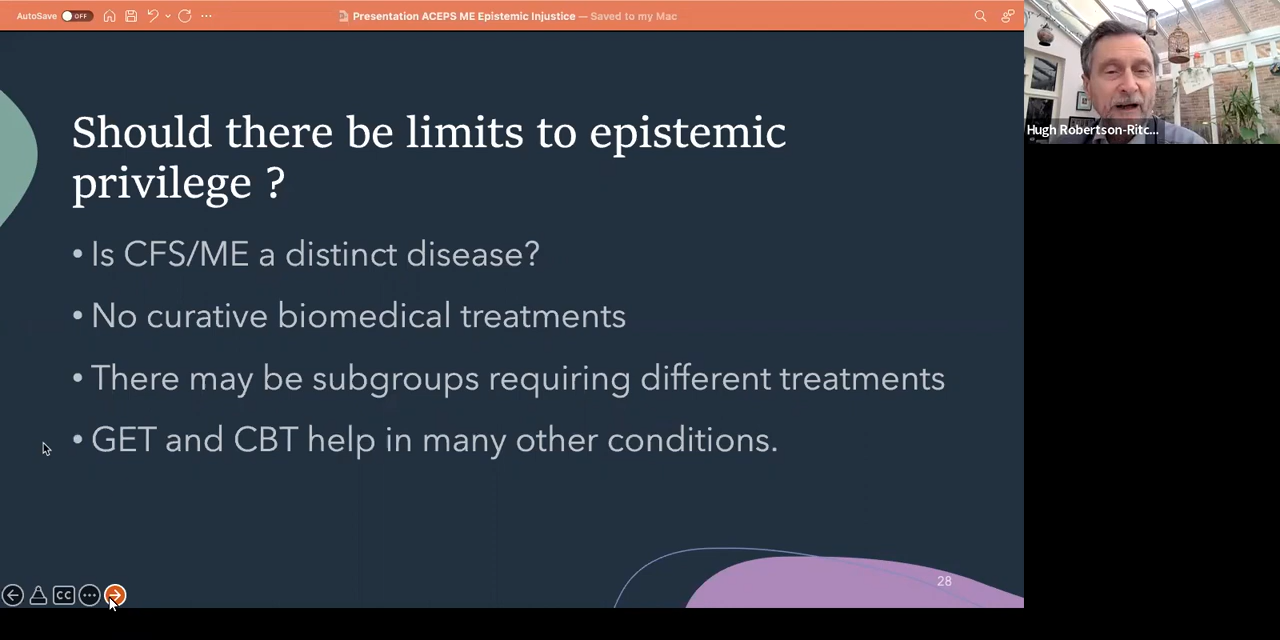 AutoSave OFF
Presentation ACEPS ME Epistemic Injustice — Saved to my Mac
Hugh Robertson-Ritc...
Should there be limits to epistemic
privilege ?
• Is CFS/ME a distinct disease?
• No curative biomedical treatments
• There may be subgroups requiring different treatments
• GET and CBT help in many other conditions.
28
CC